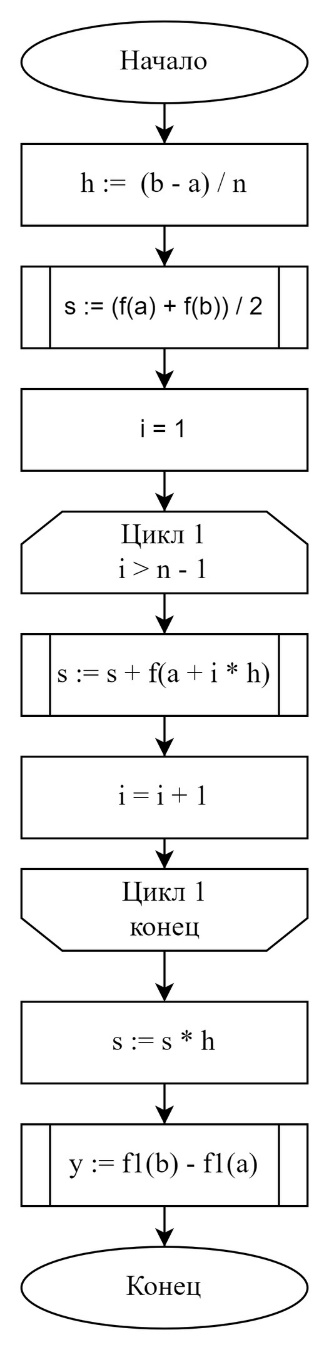 Начало
h := (b - a) / n
s := (f(a) + f(b)) / 2
i = 1
Цикл 1
i > n - 1
s := s + f(a + i * h)
i = i + 1
Цикл 1
конец
s := s * h
y := f1(b) - f1(a)
Конец